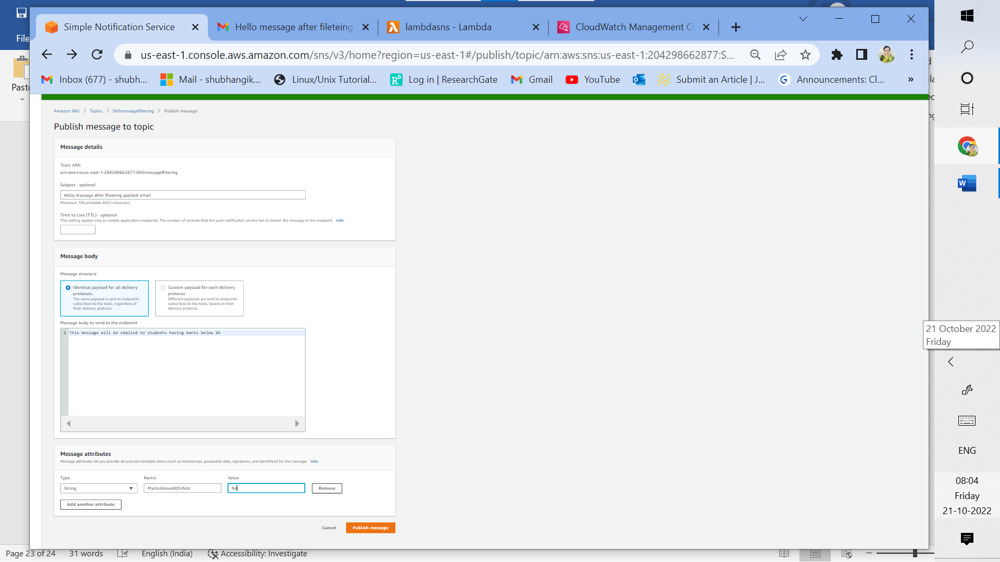 File
Paste
Simple Notification Service
Hello message after fileteing
lambdasns - Lambda
CloudWatch Management Co
us-east-1.console.aws.amazon.com/sns/v3/home?region=us-east-1#/publish/topic/arn:aws:sns:us-east-1:204298662877:S...
Inbox (677) - shubh...
Mail - shubhangik...
Linux/Unix Tutorial...
Log in | ResearchGate
Gmail
YouTube
Submit an Article | J...
Announcements: Cl...
»
Amazon SNS > Topics > SNSmessagefiltering > Publish message
Publish message to topic
Message details
Topic ARN
arn:aws:sns:us-east-1:204298662877:SNSmessagefiltering
Subject - optional
Hello message after fileteing applied-email
Maximum 100 printable ASCII characters
Time to Live (TTL) - optional
This setting applies only to mobile application endpoints. The number of seconds that the push notification service has to deliver the message to the endpoint. Info
Message body
Message structure
Identical payload for all delivery
protocols.
The same payload is sent to endpoints
subscribed to the topic, regardless of
their delivery protocol.
Custom payload for each delivery
protocol.
Different payloads are sent to endpoints
subscribed to the topic, based on their
delivery protocol.
Message body to send to the endpoint
1 This message will be emailed to students having marks below 80
Message attributes
Message attributes let you provide structured metadata items (such as timestamps, geospatial data, signatures, and identifiers) for the message. Info
Type Name Value
String MarksAbove80OrNot No Remove
Add another attribute
Cancel Publish message
21 October 2022
Friday
ENG
08:04
Friday
21-10-2022
Page 23 of 24 31 words English (India) Accessibility: Investigate